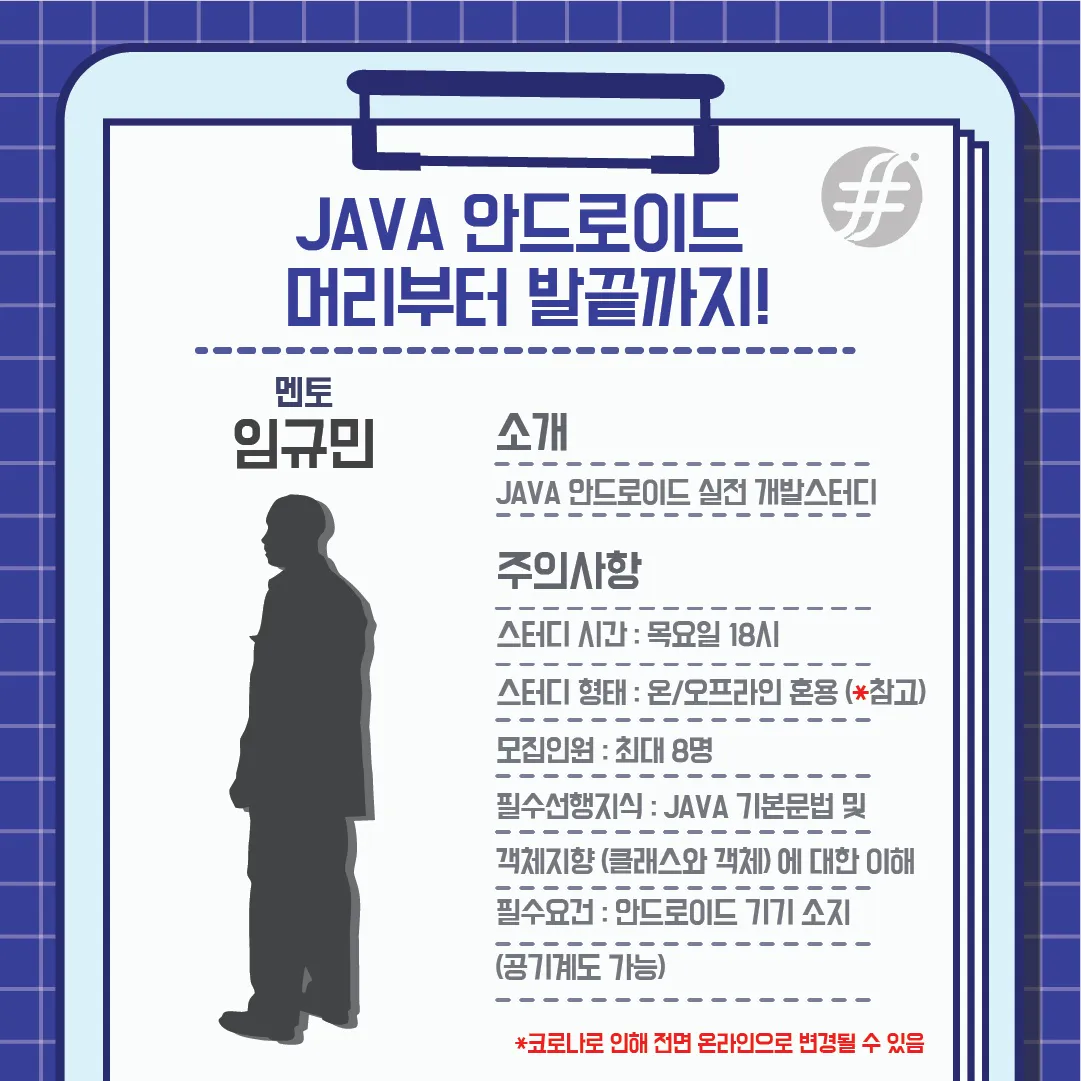 JAVA 안드로이드
머리부터 발끝까지!
멘토
임규민
소개
JAVA 안드로이드 실전 개발스터디
주의사항
스터디 시간 : 목요일 18시
스터디 형태 : 온/오프라인 혼용 (*참고)
모집인원 : 최대 8명
필수선행지식 : JAVA 기본문법 및
객체지향 (클래스와 객체) 에 대한 이해
필수요건 : 안드로이드 기기 소지
(공기계도 가능)
*코로나로 인해 전면 온라인으로 변경될 수 있음